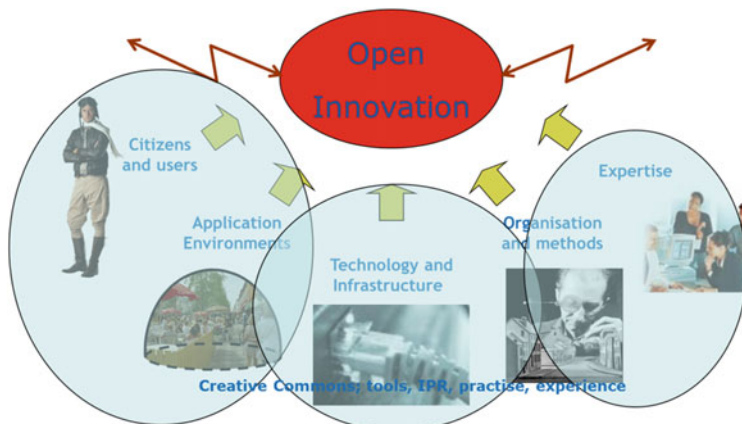 Open
Innovation
Citizens
and users
Expertise
Application
Environments
Organisation
and methods
Technology and
Infrastructure
Creative Commons; tools, IPR, practise, experience